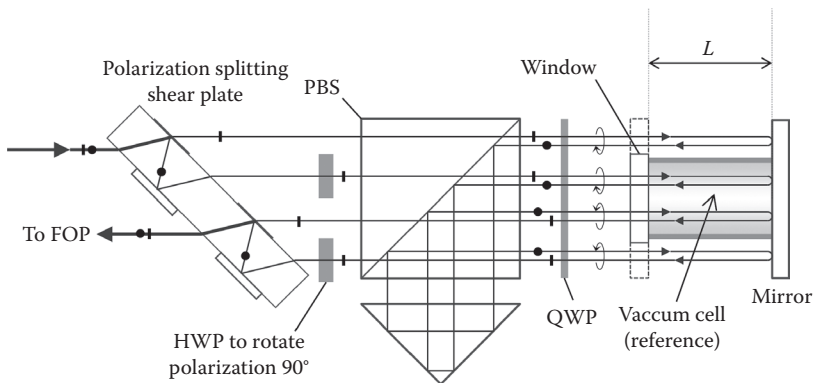 Polarization splitting
shear plate
PBS
Window
L
To FOP
HWP to rotate
polarization 90°
QWP
Vaccum cell
(reference)
Mirror